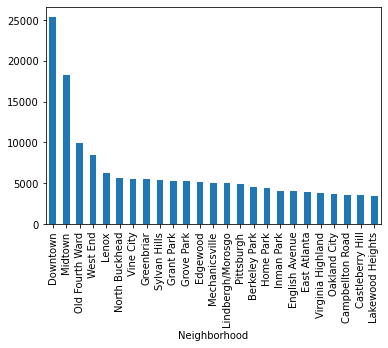 25000
20000
15000
10000
5000
0
Downtown
Midtown
Old Fourth Ward
West End
Lenox
North Buckhead
Vine City
Greenbriar
Sylvan Hills
Grant Park
Grove Park
Edgewood
Mechanicsville
Lindbergh/Morosgo
Pittsburgh
Berkeley Park
Home Park
Inman Park
English Avenue
East Atlanta
Virginia Highland
Oakland City
Campbellton Road
Castleberry Hill
Lakewood Heights
Neighborhood